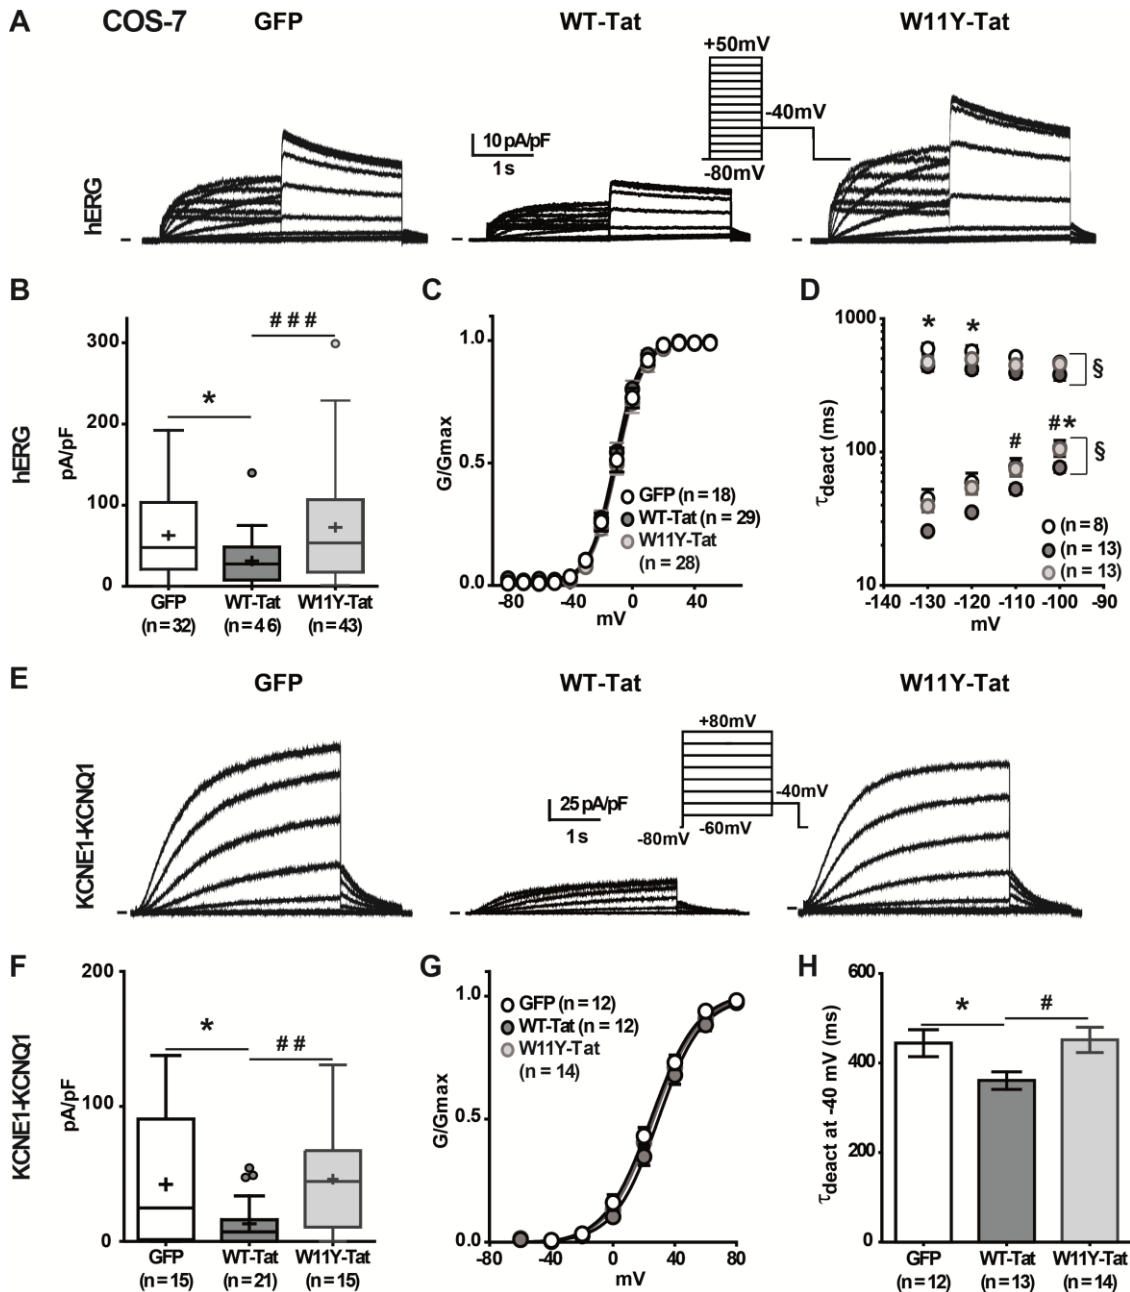 A COS-7 GFP WT-Tat W11Y-Tat
+50mV
-40mV
-80mV
10 pA/pF
1s
hERG
B
# # #
*
300
200
100
0
pA/pF
hERG
GFP WT-Tat W11Y-Tat
(n=32) (n=46) (n=43)
C
1.0
0.5
0.0
G/Gmax
GFP (n=18)
WT-Tat (n=29)
W11Y-Tat
(n=28)
-80 -40 0 40
mV
D
1000
100
10
τdeact (ms)
* *
§
# #*
§
(n=8)
(n=13)
(n=13)
-140 -130 -120 -110 -100 -90
mV
E GFP WT-Tat W11Y-Tat
+80mV
-40mV
-80mV
-60mV
25 pA/pF
1s
KCNE1-KCNQ1
F
*
# #
200
100
0
pA/pF
KCNE1-KCNQ1
GFP WT-Tat W11Y-Tat
(n=15) (n=21) (n=15)
G
1.0
0.5
0.0
G/Gmax
GFP (n=12)
WT-Tat (n=12)
W11Y-Tat
(n=14)
-80 -40 0 40 80
mV
H
600
400
200
0
τdeact at -40 mV (ms)
* #
GFP WT-Tat W11Y-Tat
(n=12) (n=13) (n=14)